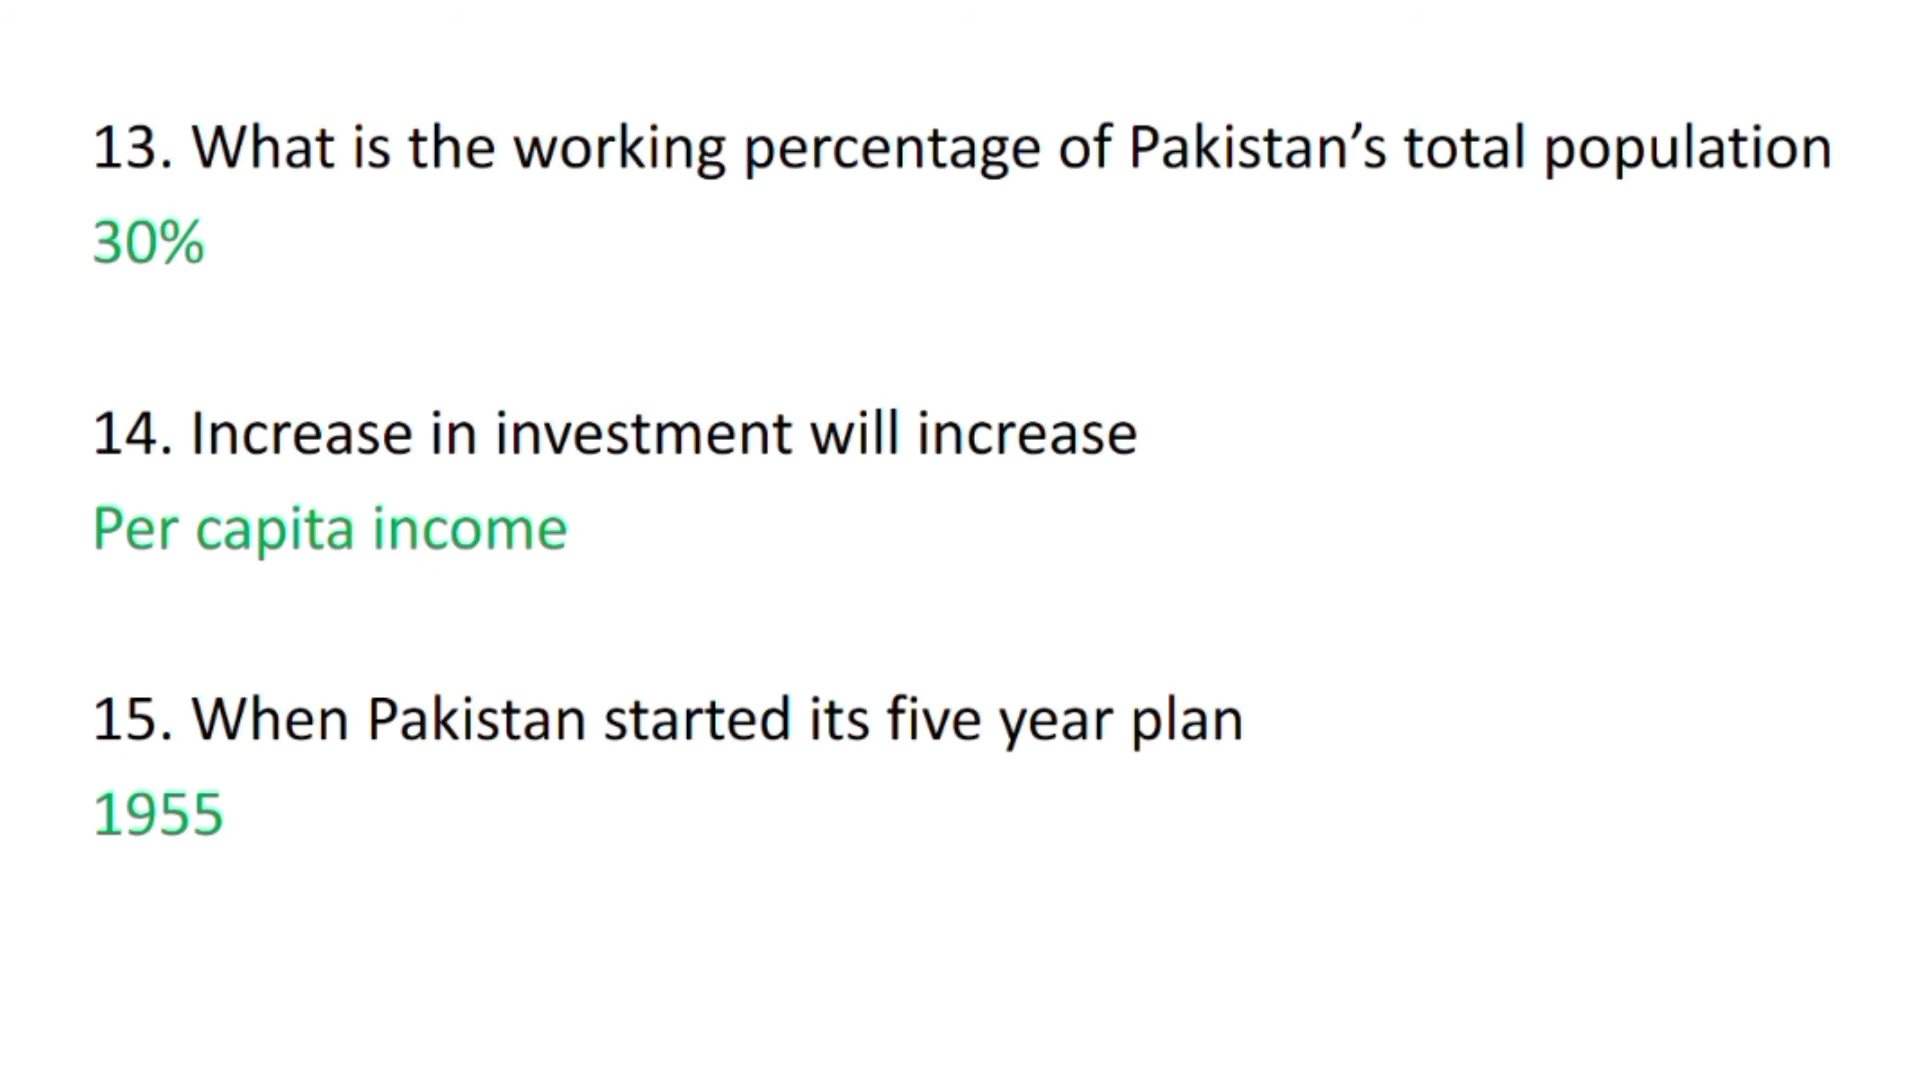 13. What is the working percentage of Pakistan’s total population
30%
14. Increase in investment will increase
Per capita income
15. When Pakistan started its five year plan
1955